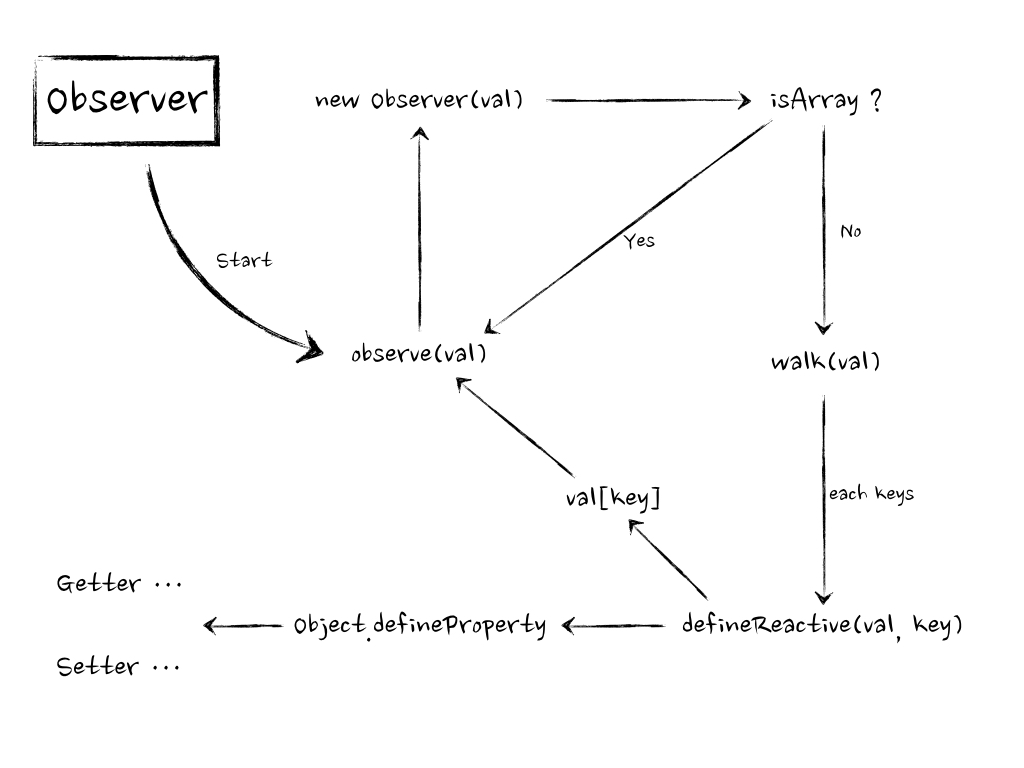 Observer
new Observer(val)
isArray ?
Start
Yes
No
observe(val)
walk(val)
val[key]
each keys
Getter ...
Object.defineProperty
defineReactive(val, key)
Setter ...